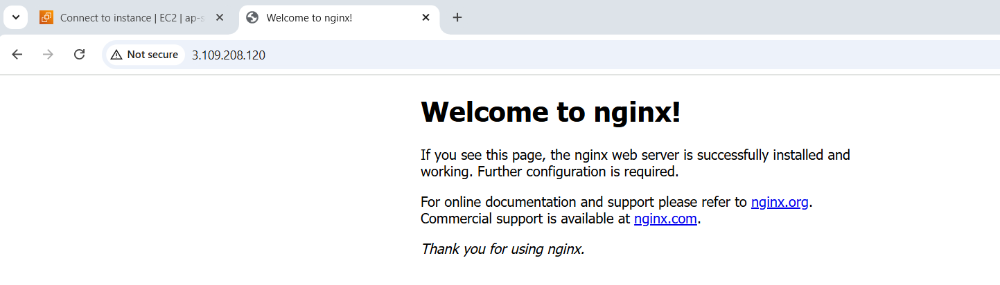 Connect to instance | EC2 | ap-s
Welcome to nginx!
Not secure
3.109.208.120
Welcome to nginx!
If you see this page, the nginx web server is successfully installed and
working. Further configuration is required.
For online documentation and support please refer to nginx.org.
Commercial support is available at nginx.com.
Thank you for using nginx.